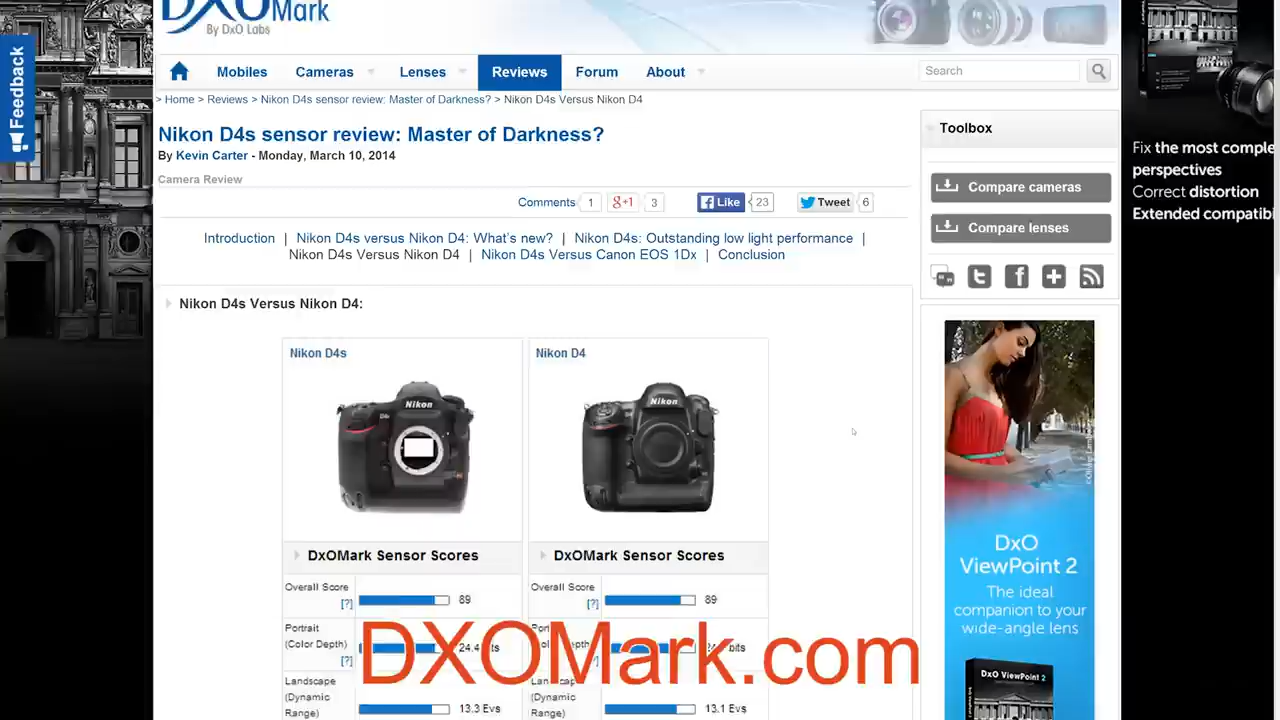 DXOMark
By DxO Labs
Feedback
Mobiles Cameras Lenses Reviews Forum About Search
> Home > Reviews > Nikon D4s sensor review: Master of Darkness? > Nikon D4s Versus Nikon D4
Nikon D4s sensor review: Master of Darkness?
By Kevin Carter - Monday, March 10, 2014
Camera Review
Comments 1 g+1 3 Like 23 Tweet 6
Introduction | Nikon D4s versus Nikon D4: What's new? | Nikon D4s: Outstanding low light performance |
Nikon D4s Versus Nikon D4 | Nikon D4s Versus Canon EOS 1Dx | Conclusion
Nikon D4s Versus Nikon D4:
Nikon D4s Nikon D4
Nikon Nikon
DxOMark Sensor Scores DxOMark Sensor Scores
Overall Score [?] 89 Overall Score [?] 89
Portrait
(Color Depth)
[?]
DXOMark.com
Landscape
(Dynamic
Range) 13.3 Evs
Landscape
(Dynamic
Range) 13.1 Evs
Toolbox
Compare cameras
Compare lenses
DxO
ViewPoint 2
The ideal
companion to your
wide-angle lens
DxO ViewPoint 2
Fix the most comple
perspectives
Correct distortion
Extended compatibi